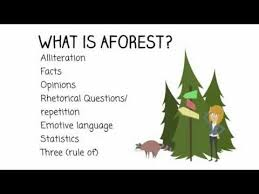 WHAT IS AFOREST?
Alliteration
Facts
Opinions
Rhetorical Questions/
repetition
Emotive language
Statistics
Three (rule of)